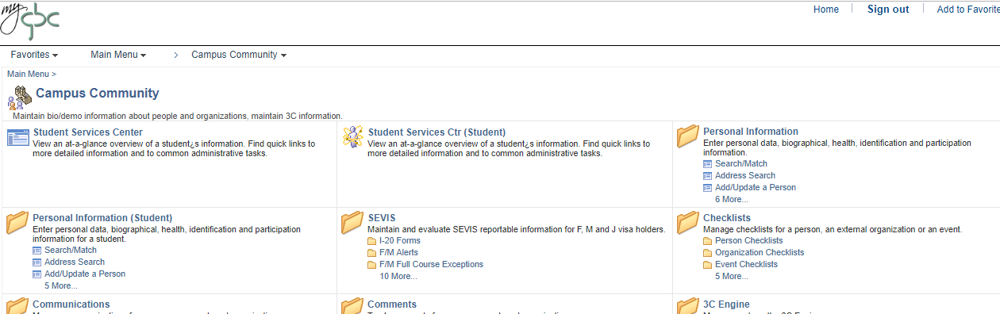 my gbc
Home Sign out Add to Favorite
Favorites Main Menu > Campus Community
Main Menu >
Campus Community
Maintain bio/demo information about people and organizations, maintain 3C information.
Student Services Center
View an at-a-glance overview of a student¿s information. Find quick links to
more detailed information and to common administrative tasks.
Student Services Ctr (Student)
View an at-a-glance overview of a student¿s information. Find quick links to
more detailed information and to common administrative tasks.
Personal Information
Enter personal data, biographical, health, identification and participation
information.
Search/Match
Address Search
Add/Update a Person
6 More...
Personal Information (Student)
Enter personal data, biographical, health, identification and participation
information for a student.
Search/Match
Address Search
Add/Update a Person
5 More...
SEVIS
Maintain and evaluate SEVIS reportable information for F, M and J visa holders.
I-20 Forms
F/M Alerts
F/M Full Course Exceptions
10 More...
Checklists
Manage checklists for a person, an external organization or an event.
Person Checklists
Organization Checklists
Event Checklists
5 More...
Communications
Comments
3C Engine